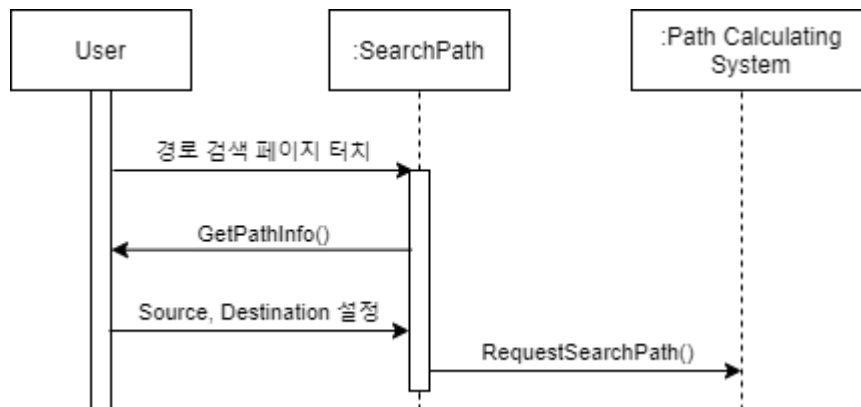 User
:SearchPath
:Path Calculating
System
경로 검색 페이지 터치
GetPathInfo()
Source, Destination 설정
RequestSearchPath()